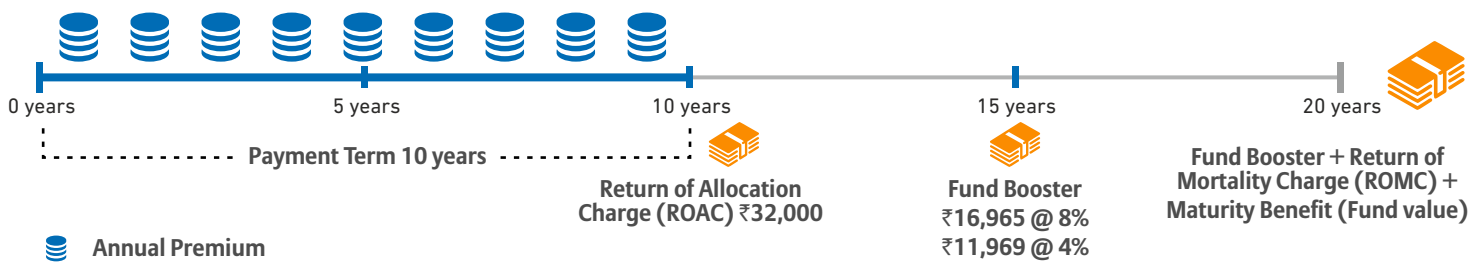 0 years
5 years
10 years
15 years
20 years
Payment Term 10 years
Return of Allocation
Charge (ROAC) ₹32,000
Fund Booster
₹16,965 @ 8%
₹11,969 @ 4%
Fund Booster + Return of
Mortality Charge (ROMC) +
Maturity Benefit (Fund value)
Annual Premium